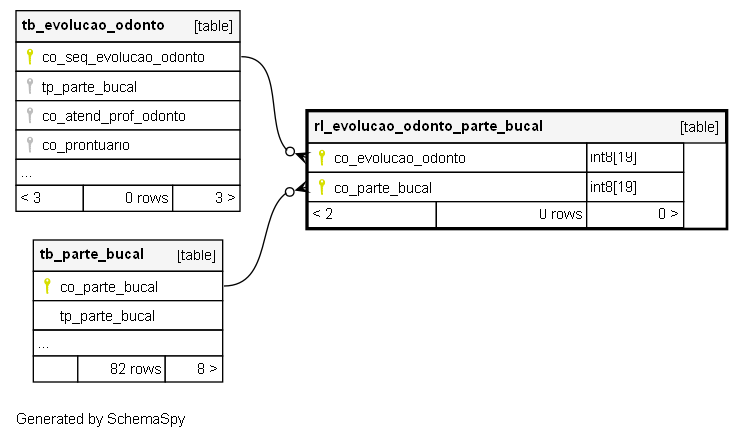 tb_evolucao_odonto [table]
co_seq_evolucao_odonto
tp_parte_bucal
co_atend_prof_odonto
co_prontuario
...
< 3 0 rows 3 >
rl_evolucao_odonto_parte_bucal [table]
co_evolucao_odonto int8[19]
co_parte_bucal int8[19]
< 2 0 rows 0 >
tb_parte_bucal [table]
co_parte_bucal
tp_parte_bucal
...
82 rows 8 >
Generated by SchemaSpy